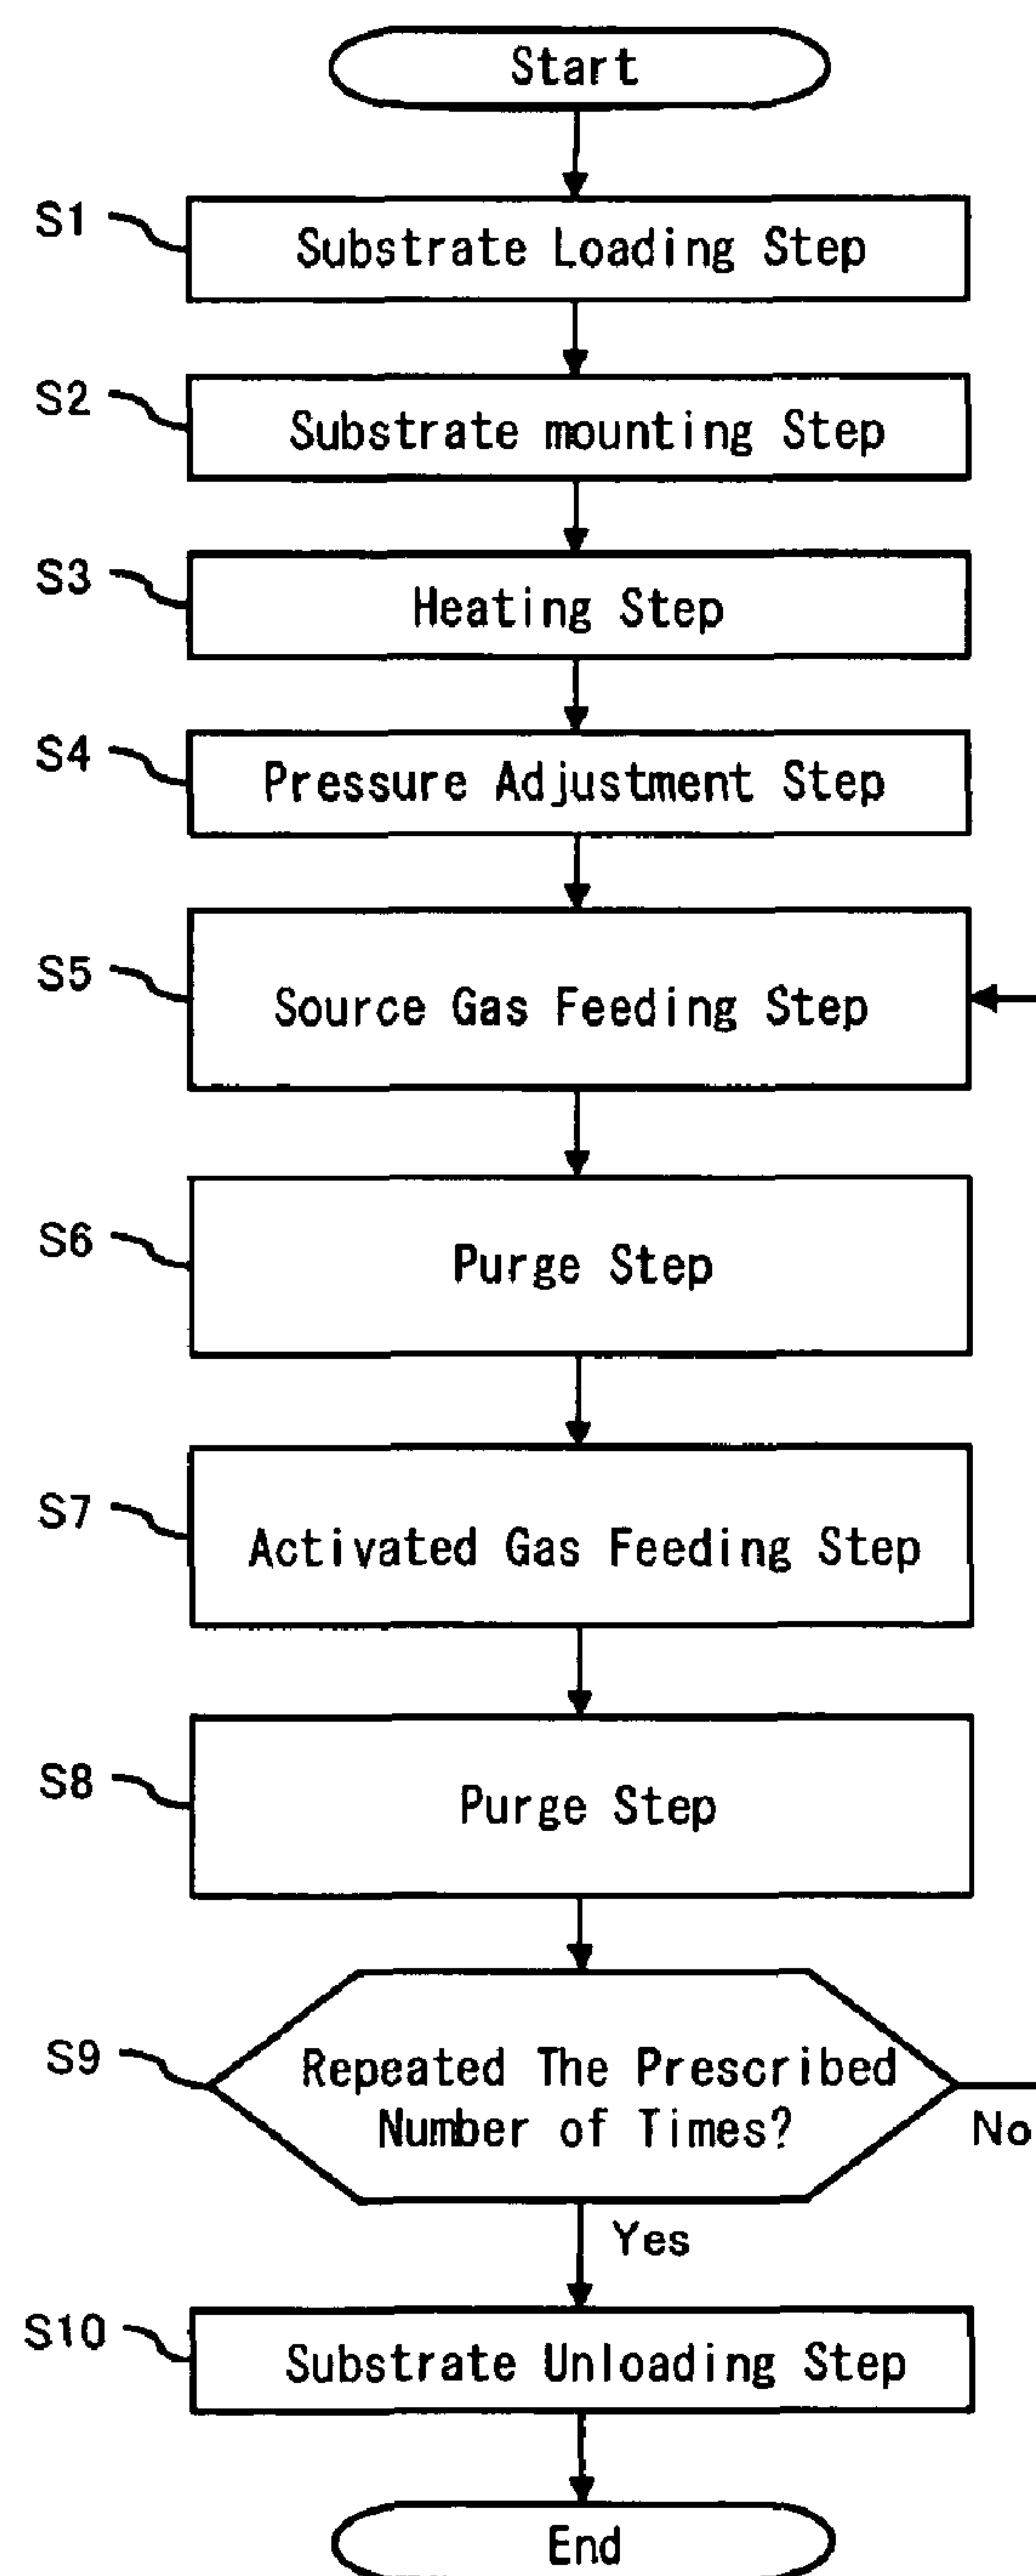 Start
S1
Substrate Loading Step
S2
Substrate mounting Step
S3
Heating Step
S4
Pressure Adjustment Step
S5
Source Gas Feeding Step
S6
Purge Step
S7
Activated Gas Feeding Step
S8
Purge Step
S9
Repeated The Prescribed
Number of Times?
No
Yes
S10
Substrate Unloading Step
End